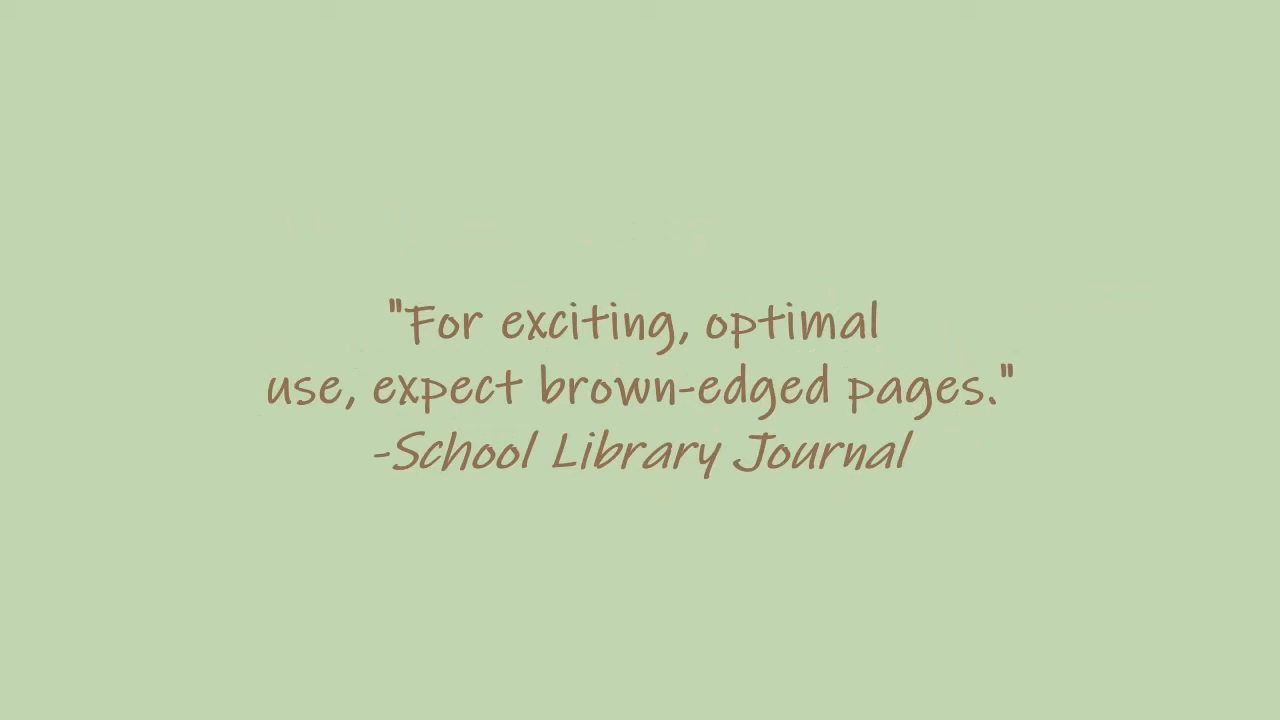 "For exciting, optimal
use, expect brown-edged pages."
-School Library Journal